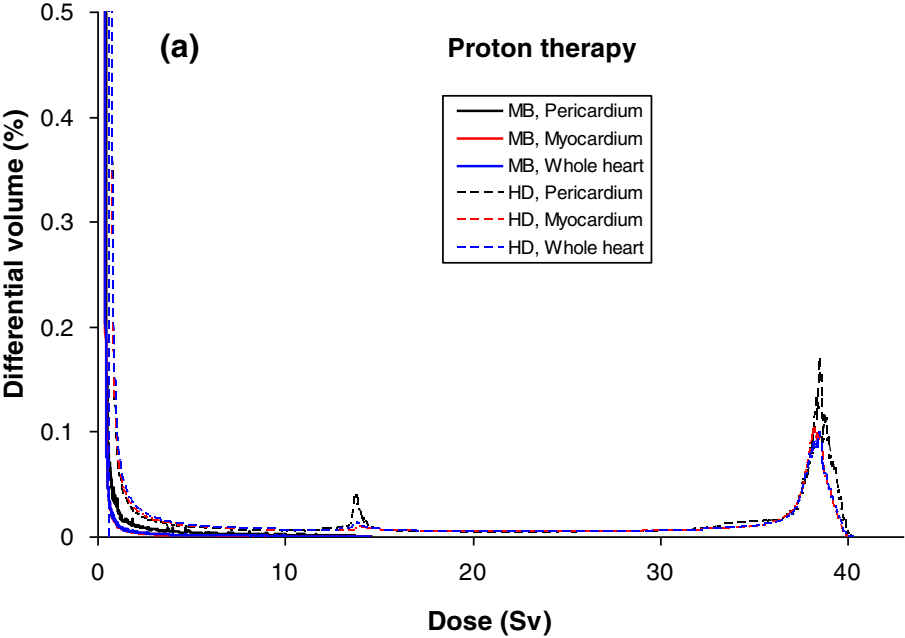 (a)
Proton therapy
MB, Pericardium
MB, Myocardium
MB, Whole heart
HD, Pericardium
HD, Myocardium
HD, Whole heart
Differential volume (%)
0.5
0.4
0.3
0.2
0.1
0
0
10
20
30
40
Dose (Sv)